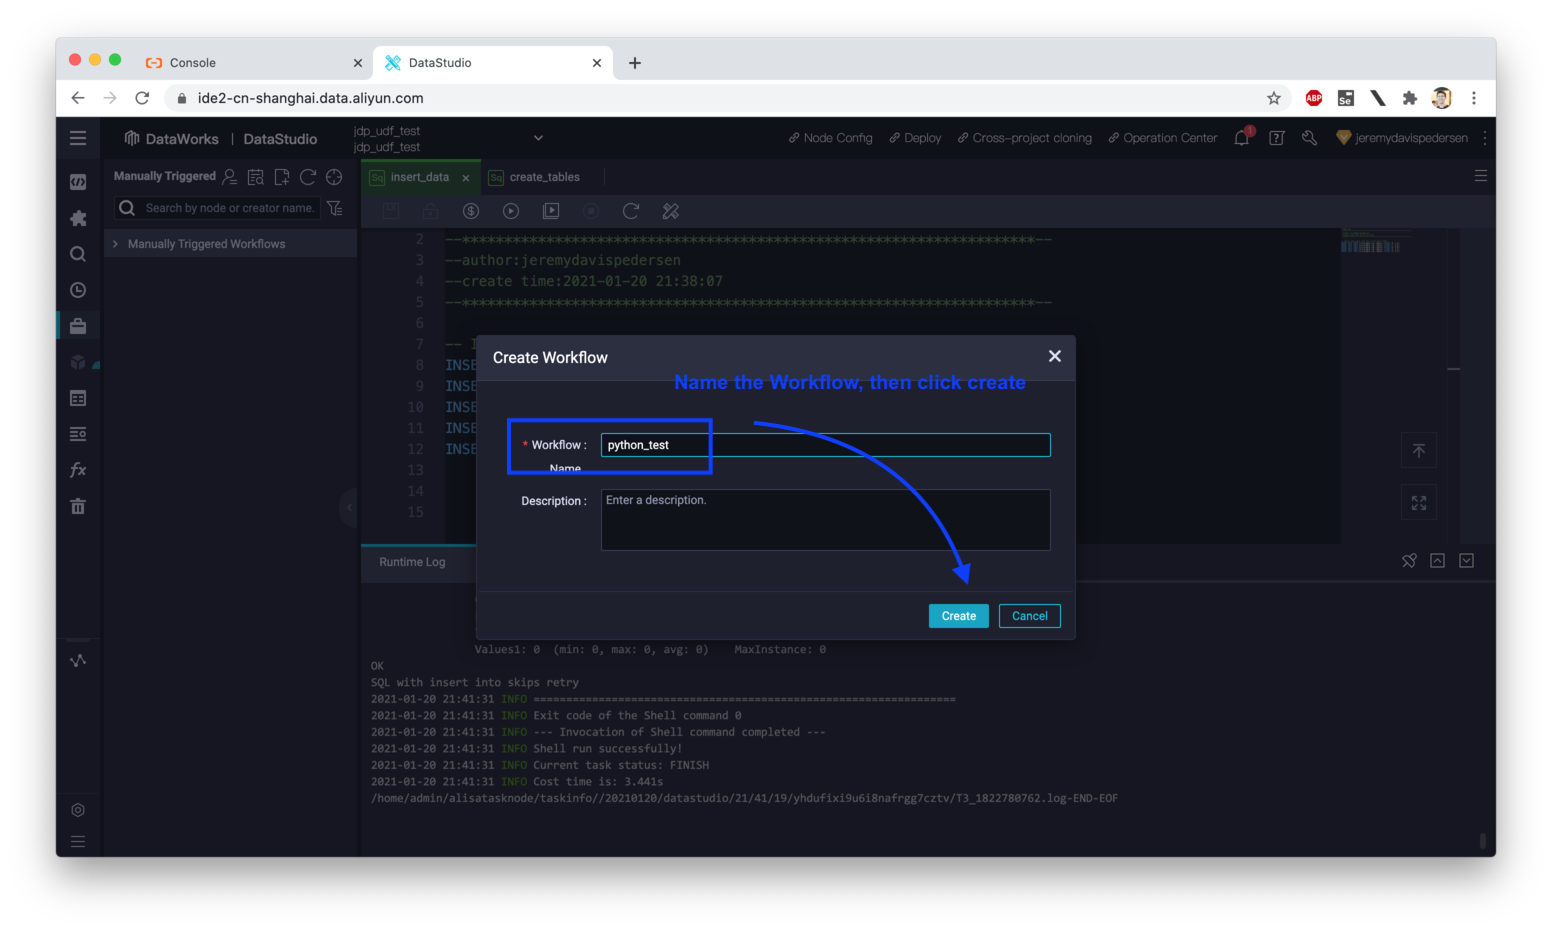 Console
DataStudio
ide2-cn-shanghai.data.aliyun.com
ABP
Se
DataWorks | DataStudio
jdp_udf_test
jdp_udf_test
Node Config
Deploy
Cross-project cloning
Operation Center
1
jeremydavispedersen
Manually Triggered
Sq insert_data
Sq create_tables
Search by node or creator name.
Manually Triggered Workflows
2 --*********************************************************************--
3 --author:jeremydavispedersen
4 --create time:2021-01-20 21:38:07
5 --*********************************************************************--
6
7 -- I
8 INSE
9 INSE
10 INSE
11 INSE
12 INSE
13
14
15
Create Workflow
Name the Workflow, then click create
* Workflow : python_test
Name
Description : Enter a description.
Create
Cancel
fx
Runtime Log
Values1: 0 (min: 0, max: 0, avg: 0) MaxInstance: 0
OK
SQL with insert into skips retry
2021-01-20 21:41:31 INFO =================================================================
2021-01-20 21:41:31 INFO Exit code of the Shell command 0
2021-01-20 21:41:31 INFO --- Invocation of Shell command completed ---
2021-01-20 21:41:31 INFO Shell run successfully!
2021-01-20 21:41:31 INFO Current task status: FINISH
2021-01-20 21:41:31 INFO Cost time is: 3.441s
/home/admin/alisatasknode/taskinfo//20210120/datastudio/21/41/19/yhdufixi9u6i8nafrgg7cztv/T3_1822780762.log-END-EOF